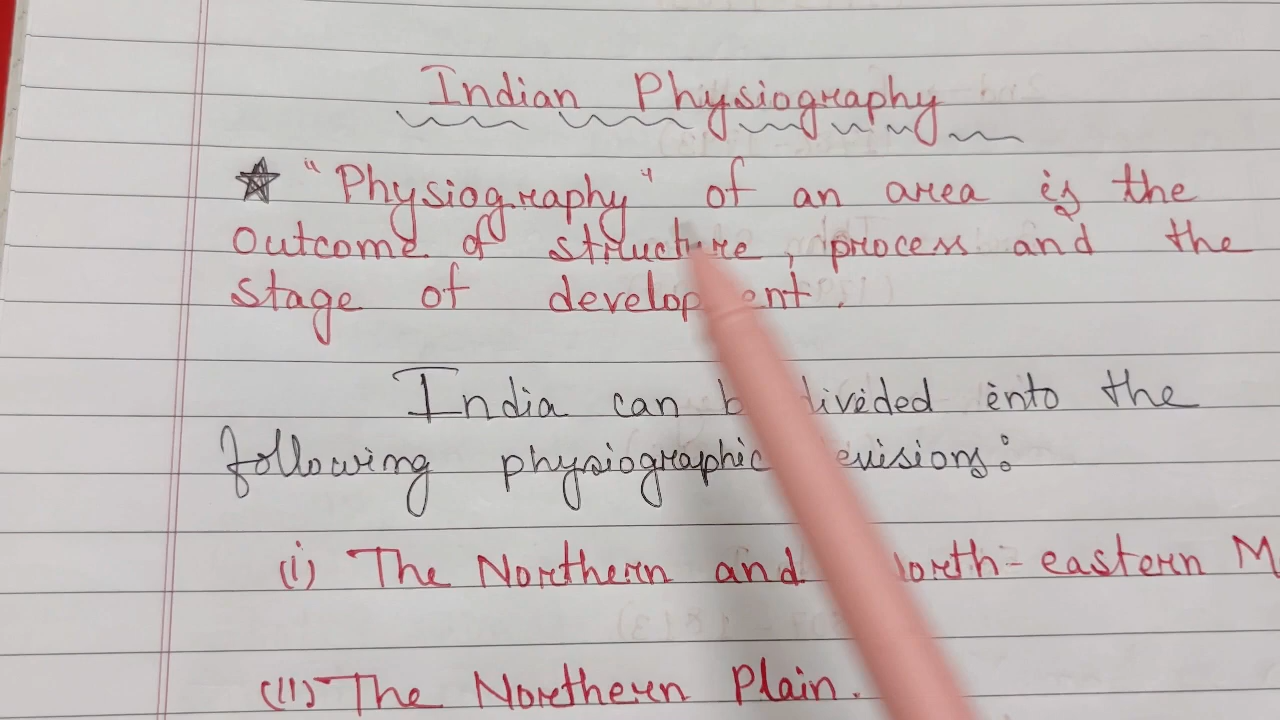 Indian Physiography
"Physiography" of an area is the
outcome of structure, process and the
stage of development.
India can be divided into the
following physiographic
(i) The Northern and North-eastern M
(ii) The Northern Plain.